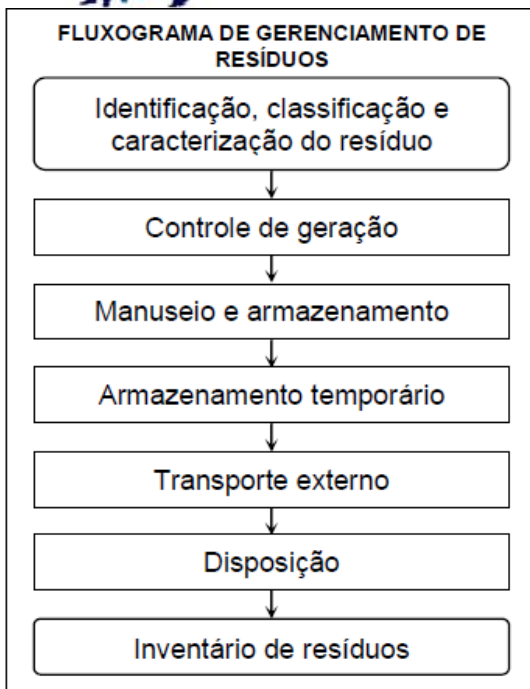 FLUXOGRAMA DE GERENCIAMENTO DE
RESÍDUOS
Identificação, classificação e
caracterização do resíduo
Controle de geração
Manuseio e armazenamento
Armazenamento temporário
Transporte externo
Disposição
Inventário de resíduos